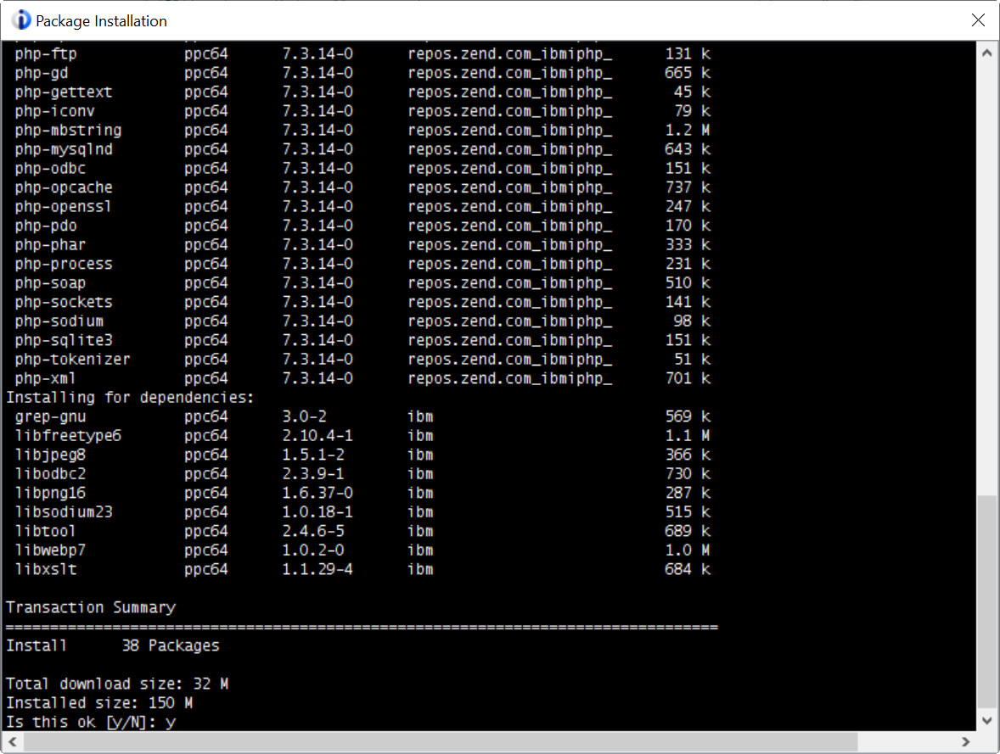 Package Installation
php-ftp ppc64 7.3.14-0 repos.zend.com_ibmiphp_ 131 k
php-gd ppc64 7.3.14-0 repos.zend.com_ibmiphp_ 665 k
php-gettext ppc64 7.3.14-0 repos.zend.com_ibmiphp_ 45 k
php-iconv ppc64 7.3.14-0 repos.zend.com_ibmiphp_ 79 k
php-mbstring ppc64 7.3.14-0 repos.zend.com_ibmiphp_ 1.2 M
php-mysqlnd ppc64 7.3.14-0 repos.zend.com_ibmiphp_ 643 k
php-odbc ppc64 7.3.14-0 repos.zend.com_ibmiphp_ 151 k
php-opcache ppc64 7.3.14-0 repos.zend.com_ibmiphp_ 737 k
php-openssl ppc64 7.3.14-0 repos.zend.com_ibmiphp_ 247 k
php-pdo ppc64 7.3.14-0 repos.zend.com_ibmiphp_ 170 k
php-phar ppc64 7.3.14-0 repos.zend.com_ibmiphp_ 333 k
php-process ppc64 7.3.14-0 repos.zend.com_ibmiphp_ 231 k
php-soap ppc64 7.3.14-0 repos.zend.com_ibmiphp_ 510 k
php-sockets ppc64 7.3.14-0 repos.zend.com_ibmiphp_ 141 k
php-sodium ppc64 7.3.14-0 repos.zend.com_ibmiphp_ 98 k
php-sqlite3 ppc64 7.3.14-0 repos.zend.com_ibmiphp_ 151 k
php-tokenizer ppc64 7.3.14-0 repos.zend.com_ibmiphp_ 51 k
php-xml ppc64 7.3.14-0 repos.zend.com_ibmiphp_ 701 k
Installing for dependencies:
grep-gnu ppc64 3.0-2 ibm 569 k
libfreetype6 ppc64 2.10.4-1 ibm 1.1 M
libjpeg8 ppc64 1.5.1-2 ibm 366 k
libodbc2 ppc64 2.3.9-1 ibm 730 k
libpng16 ppc64 1.6.37-0 ibm 287 k
libsodium23 ppc64 1.0.18-1 ibm 515 k
libtool ppc64 2.4.6-5 ibm 689 k
libwebp7 ppc64 1.0.2-0 ibm 1.0 M
libxslt ppc64 1.1.29-4 ibm 684 k
Transaction Summary
================================================================================
Install 38 Packages
Total download size: 32 M
Installed size: 150 M
Is this ok [y/N]: y